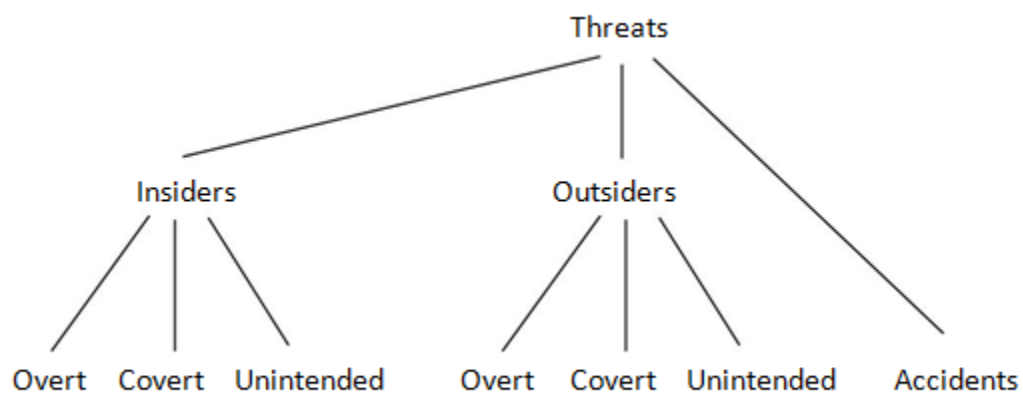 Threats
Insiders Outsiders
Overt Covert Unintended Overt Covert Unintended Accidents